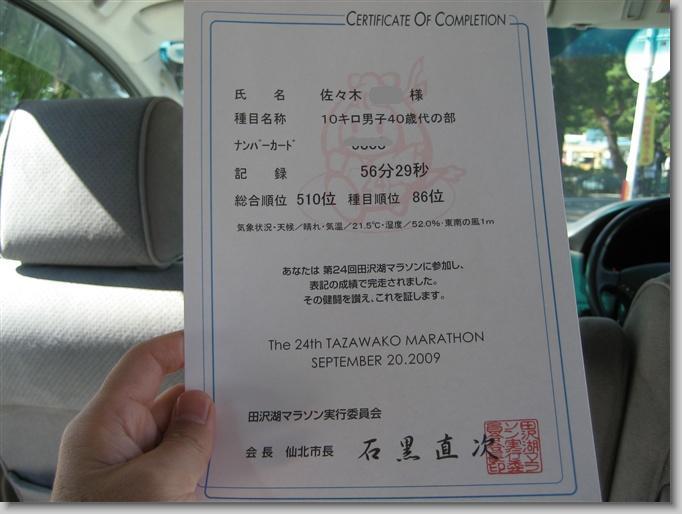 CERTIFICATE OF COMPLETION
氏 名 佐々木 様
種目名称 10キロ男子40歳代の部
ナンバーカード
記 録 56分29秒
総合順位 510位 種目順位 86位
気象状況・天候／晴れ・気温／21.5℃・湿度／52.0%・東南の風1m
あなたは 第24回田沢湖マラソンに参加し、
表記の成績で完走されました。
その健闘を讃え、これを証します。
The 24th TAZAWAKO MARATHON
SEPTEMBER 20.2009
田沢湖マラソン実行委員会
会 長 仙北市長 石黒直次